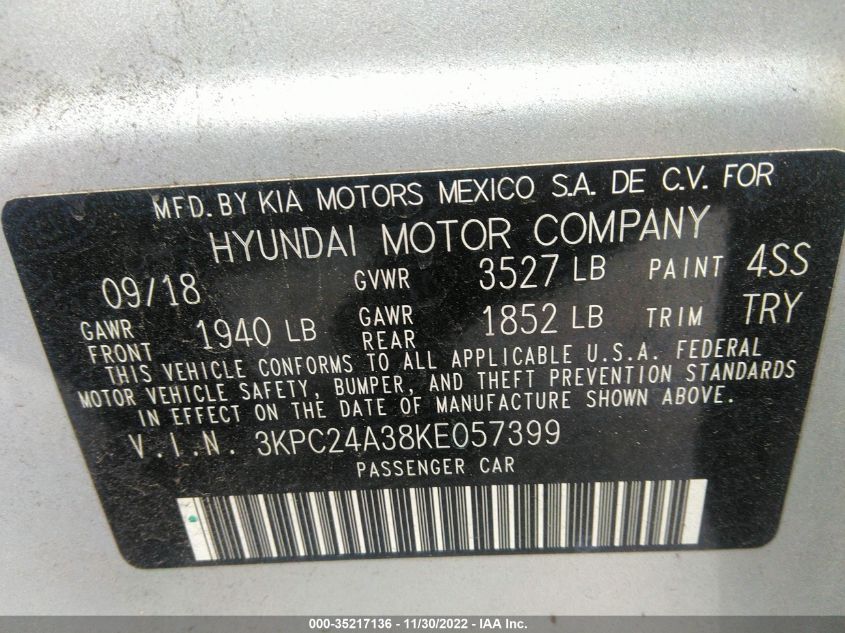 MFD. BY KIA MOTORS MEXICO S.A. DE C.V. FOR
HYUNDAI MOTOR COMPANY
09/18 GVWR 3527 LB PAINT 4SS
GAWR FRONT 1940 LB GAWR REAR 1852 LB TRIM TRY
THIS VEHICLE CONFORMS TO ALL APPLICABLE U.S.A. FEDERAL
MOTOR VEHICLE SAFETY, BUMPER, AND THEFT PREVENTION STANDARDS
IN EFFECT ON THE DATE OF MANUFACTURE SHOWN ABOVE.
V.I.N. 3KPC24A38KE057399
PASSENGER CAR
000-35217136 - 11/30/2022 - IAA Inc.